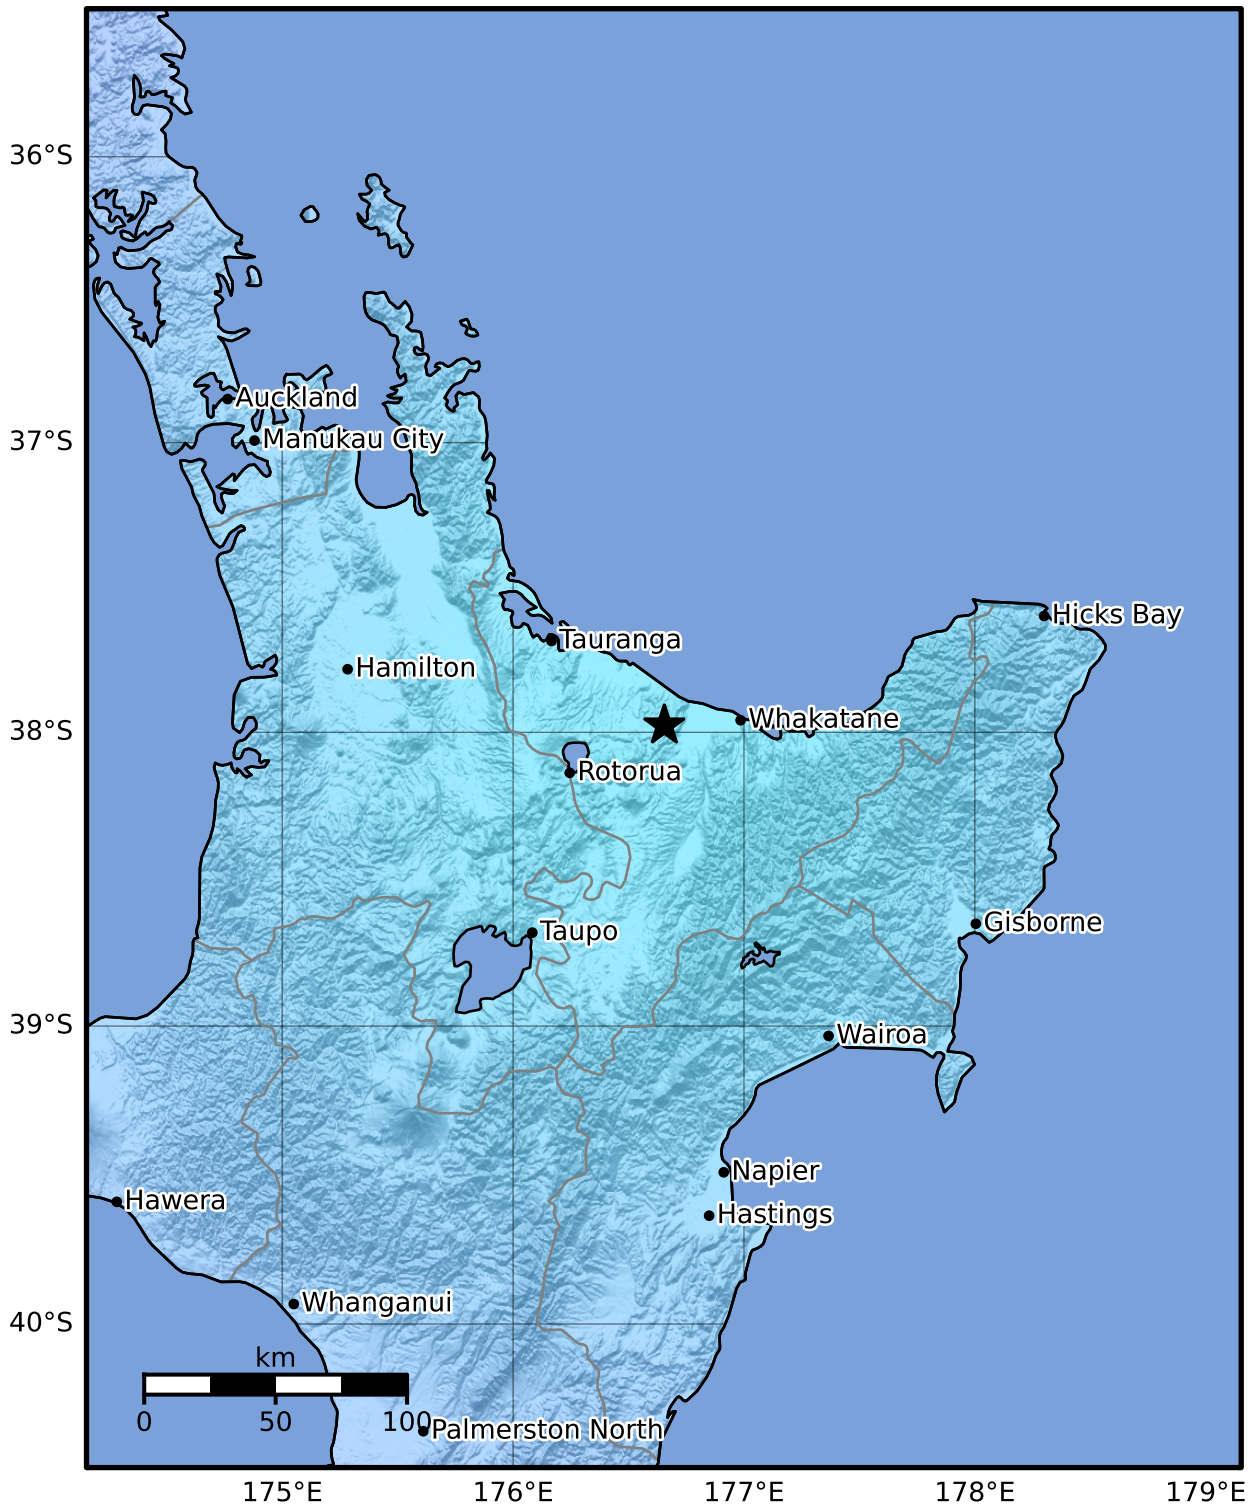 36°S
Auckland
37°S
Manukau City
Hicks Bay
Tauranga
Hamilton
Whakatane
38°S
Rotorua
Gisborne
Taupo
39°S
Wairoa
Napier
Hawera
Hastings
Whanganui
40°S
km
0 50 100
Palmerston North
175°E 176°E 177°E 178°E 179°E